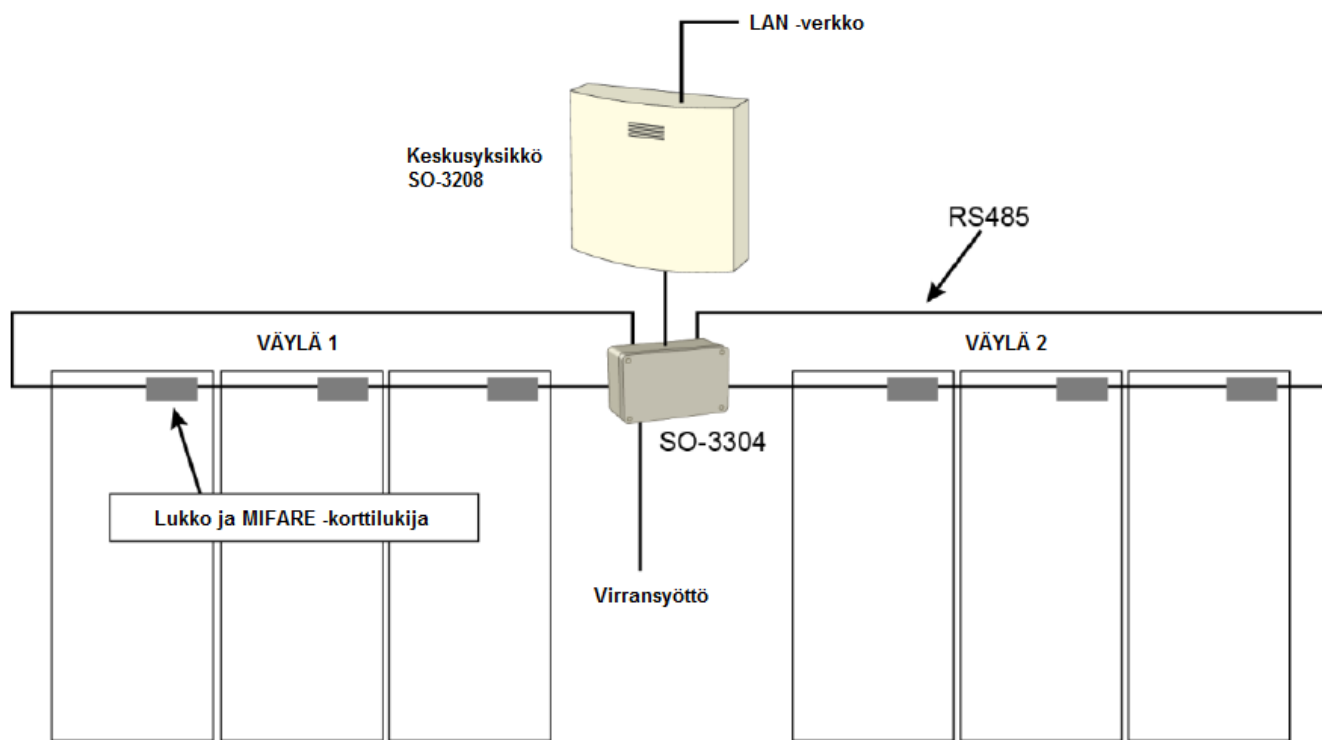 LAN -verkko
Keskusyksikkö
SO-3208
RS485
VÄYLÄ 1
VÄYLÄ 2
SO-3304
Lukko ja MIFARE -korttilukija
Virransyöttö